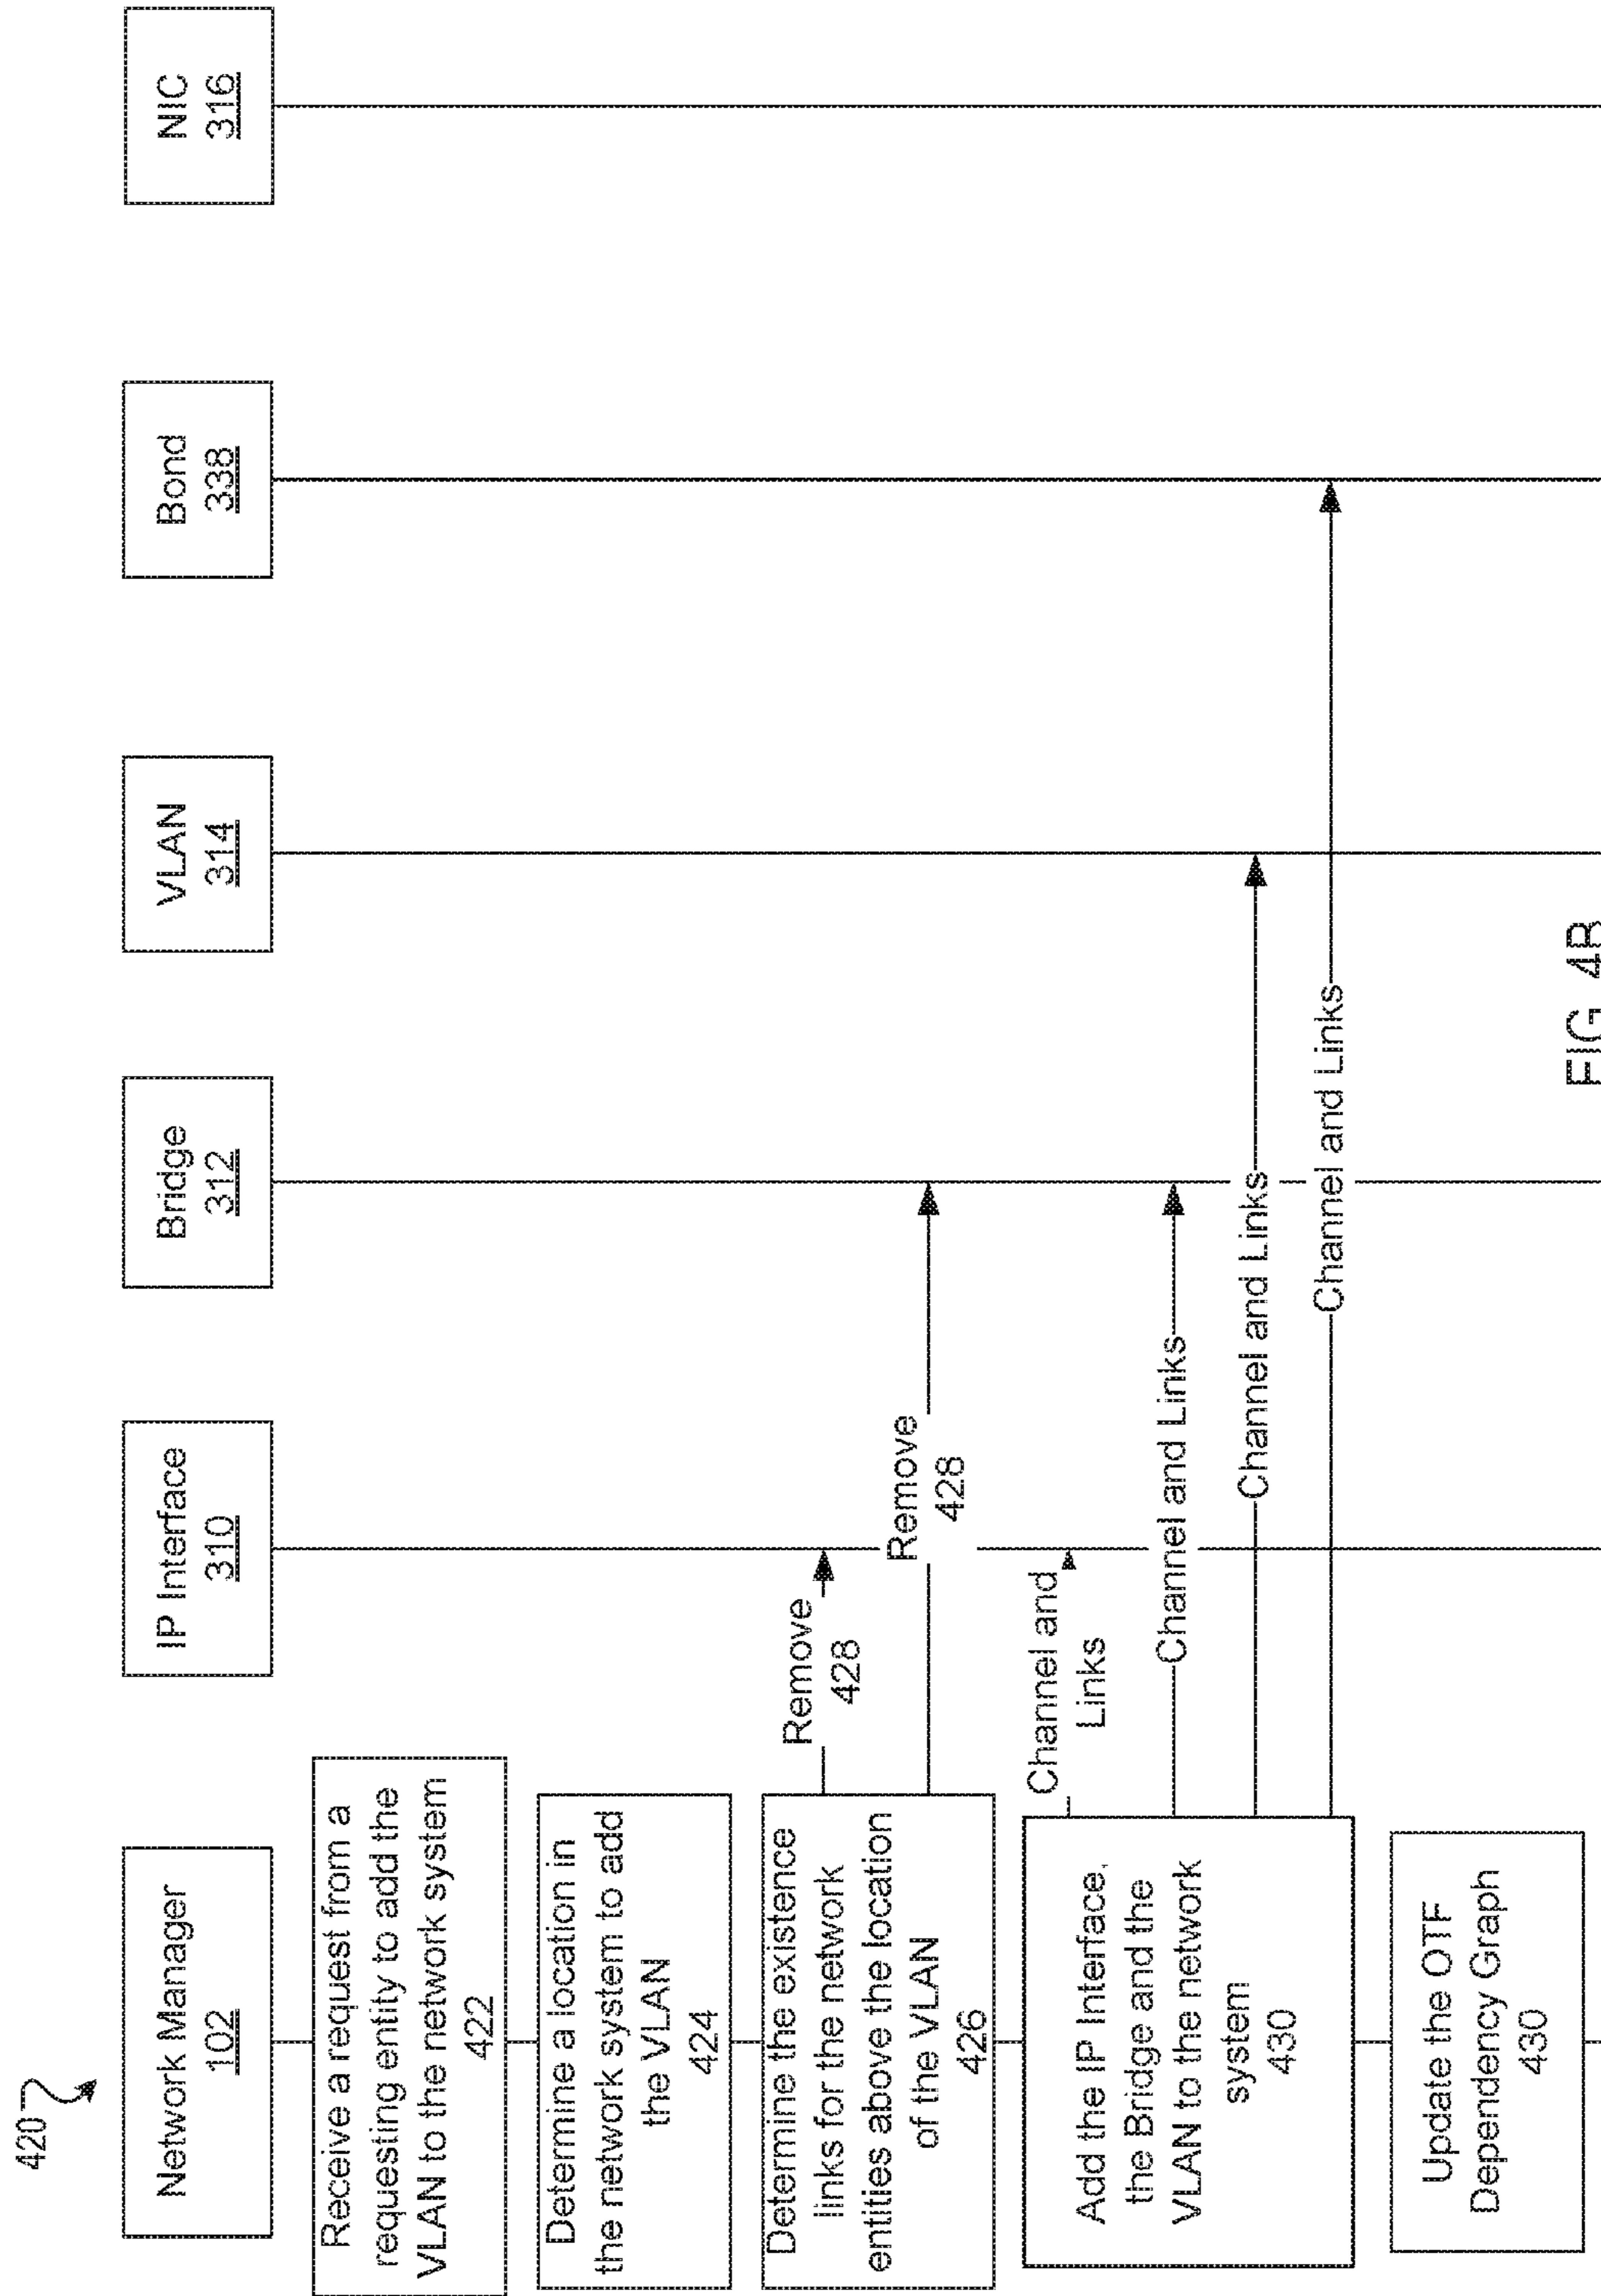 420
Network Manager
102
IP Interface
310
Bridge
312
VLAN
314
Bond
338
NIC
316
Receive a request from a
requesting entity to add the
VLAN to the network system
422
Determine a location in
the network system to add
the VLAN
424
Determine the existence
links for the network
entities above the location
of the VLAN
426
Remove
428
Remove
428
Add the IP Interface,
the Bridge and the
VLAN to the network
system
430
Channel and
Links
Channel and Links
Channel and Links
Channel and Links
Update the OTF
Dependency Graph
430
FIG. 4B